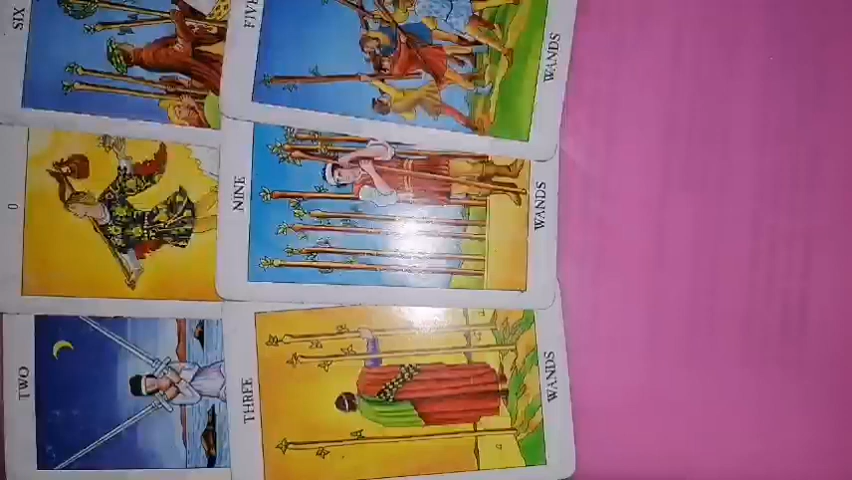 SIX
FIVE
WANDS
0
NINE
WANDS
TWO
THREE
WANDS